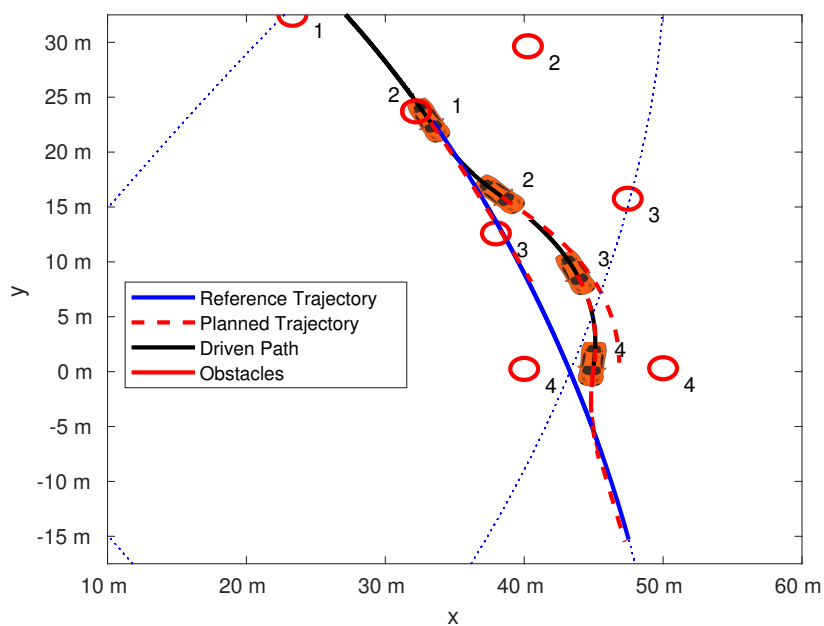 30 m
25 m
20 m
15 m
10 m
5 m
0 m
-5 m
-10 m
-15 m
y
1
2
2
1
2
3
3
3
4
4
4
Reference Trajectory
Planned Trajectory
Driven Path
Obstacles
10 m
20 m
30 m
40 m
50 m
60 m
x